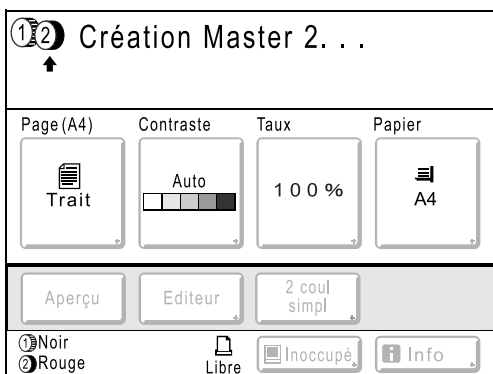 ①② Création Master 2. . .
Page(A4) Contraste Taux Papier
Trait Auto 100% A4
Aperçu Editeur 2 coul simpl
①Noir
②Rouge Libre Inoccupé Info